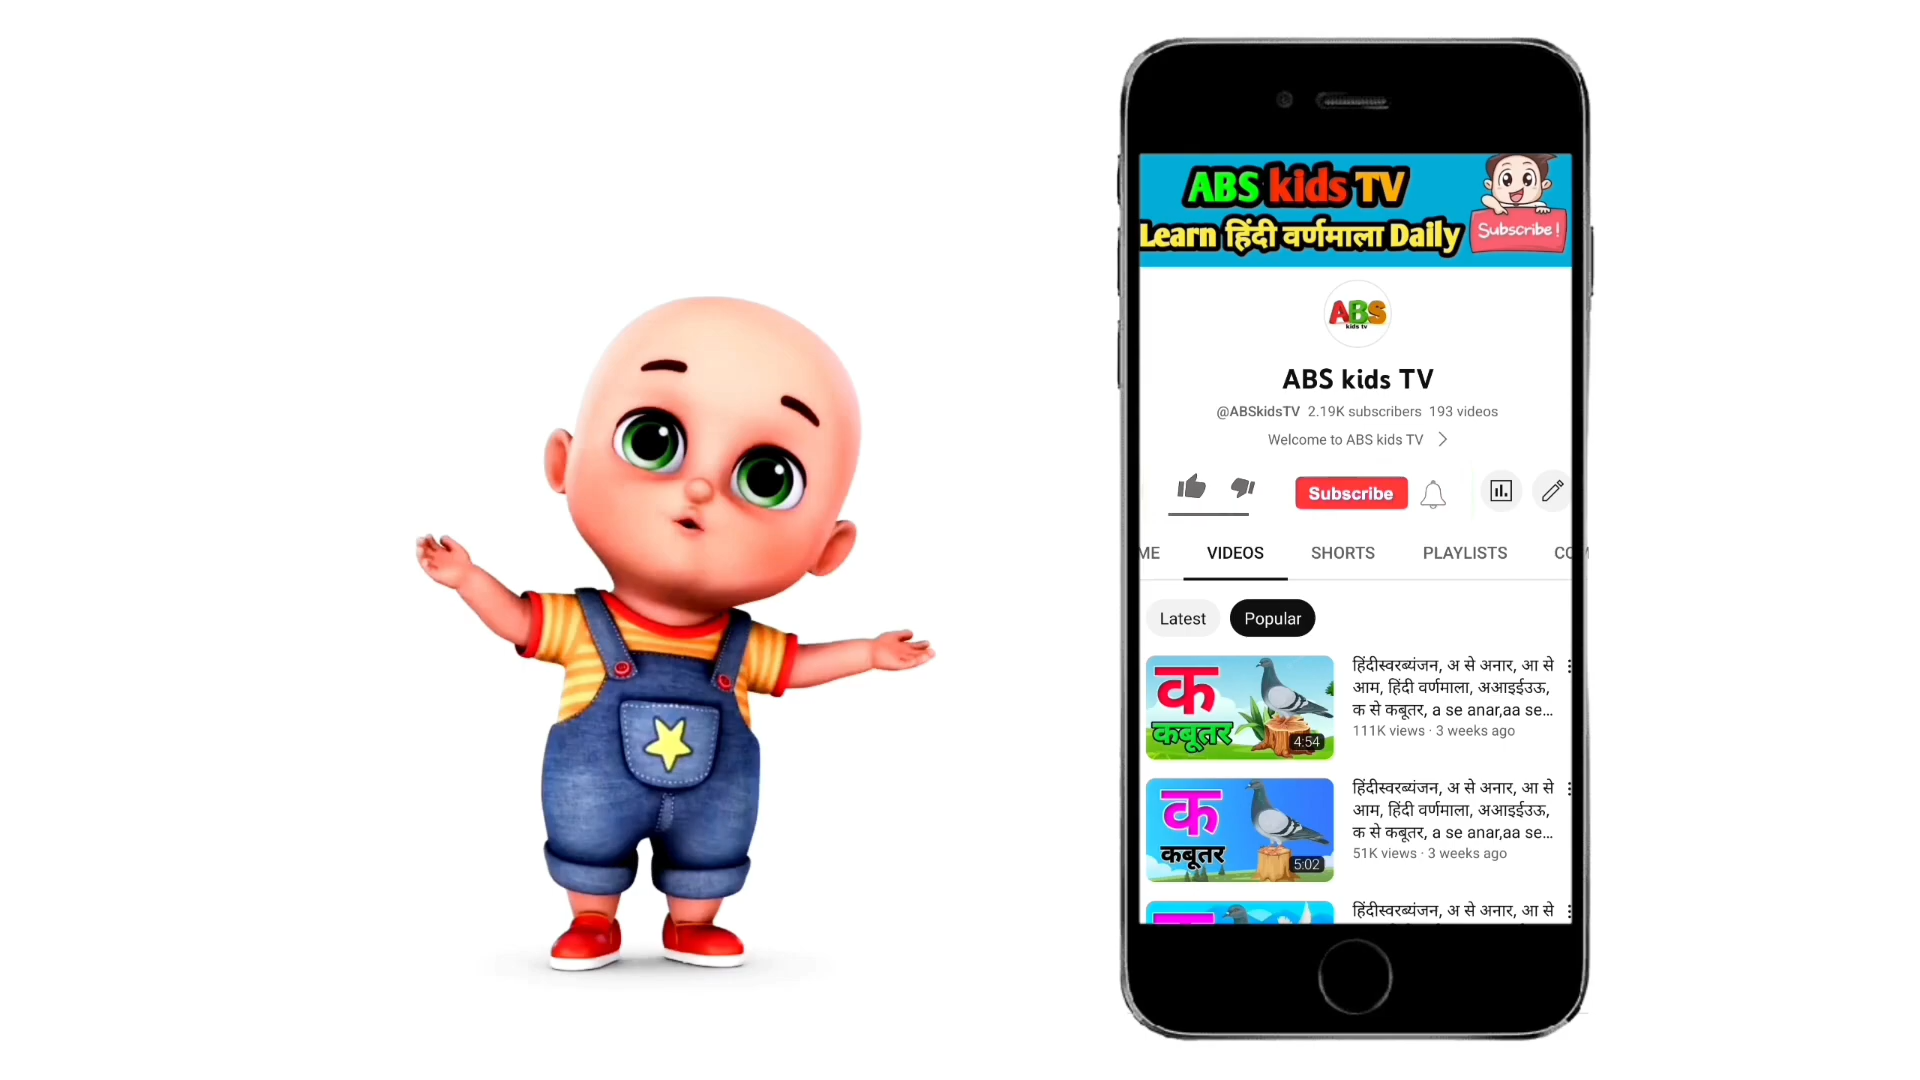 ABS kids TV
Learn हिंदी वर्णमाला Daily
Subscribe!
ABS
kids tv
ABS kids TV
@ABSkidsTV 2.19K subscribers 193 videos
Welcome to ABS kids TV
Subscribe
ME VIDEOS SHORTS PLAYLISTS COM
Latest Popular
क
कबूतर
4:54
हिंदीस्वरब्यंजन, अ से अनार, आ से
आम, हिंदी वर्णमाला, अआइईउऊ,
क से कबूतर, a se anar,aa se...
111K views · 3 weeks ago
क
कबूतर
5:02
हिंदीस्वरब्यंजन, अ से अनार, आ से
आम, हिंदी वर्णमाला, अआइईउऊ,
क से कबूतर, a se anar,aa se...
51K views · 3 weeks ago
हिंदीस्वरब्यंजन, अ से अनार, आ से